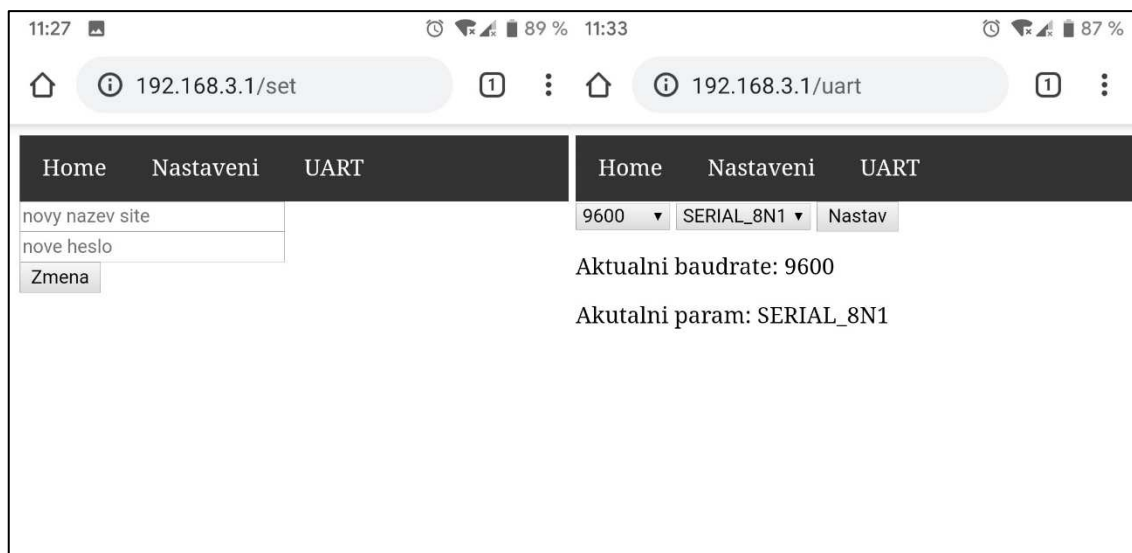 11:27 89 %
192.168.3.1/set 1
Home Nastaveni UART
novy nazev site
nove heslo
Zmena
11:33 87 %
192.168.3.1/uart 1
Home Nastaveni UART
9600 SERIAL_8N1 Nastav
Aktualni baudrate: 9600
Akutalni param: SERIAL_8N1